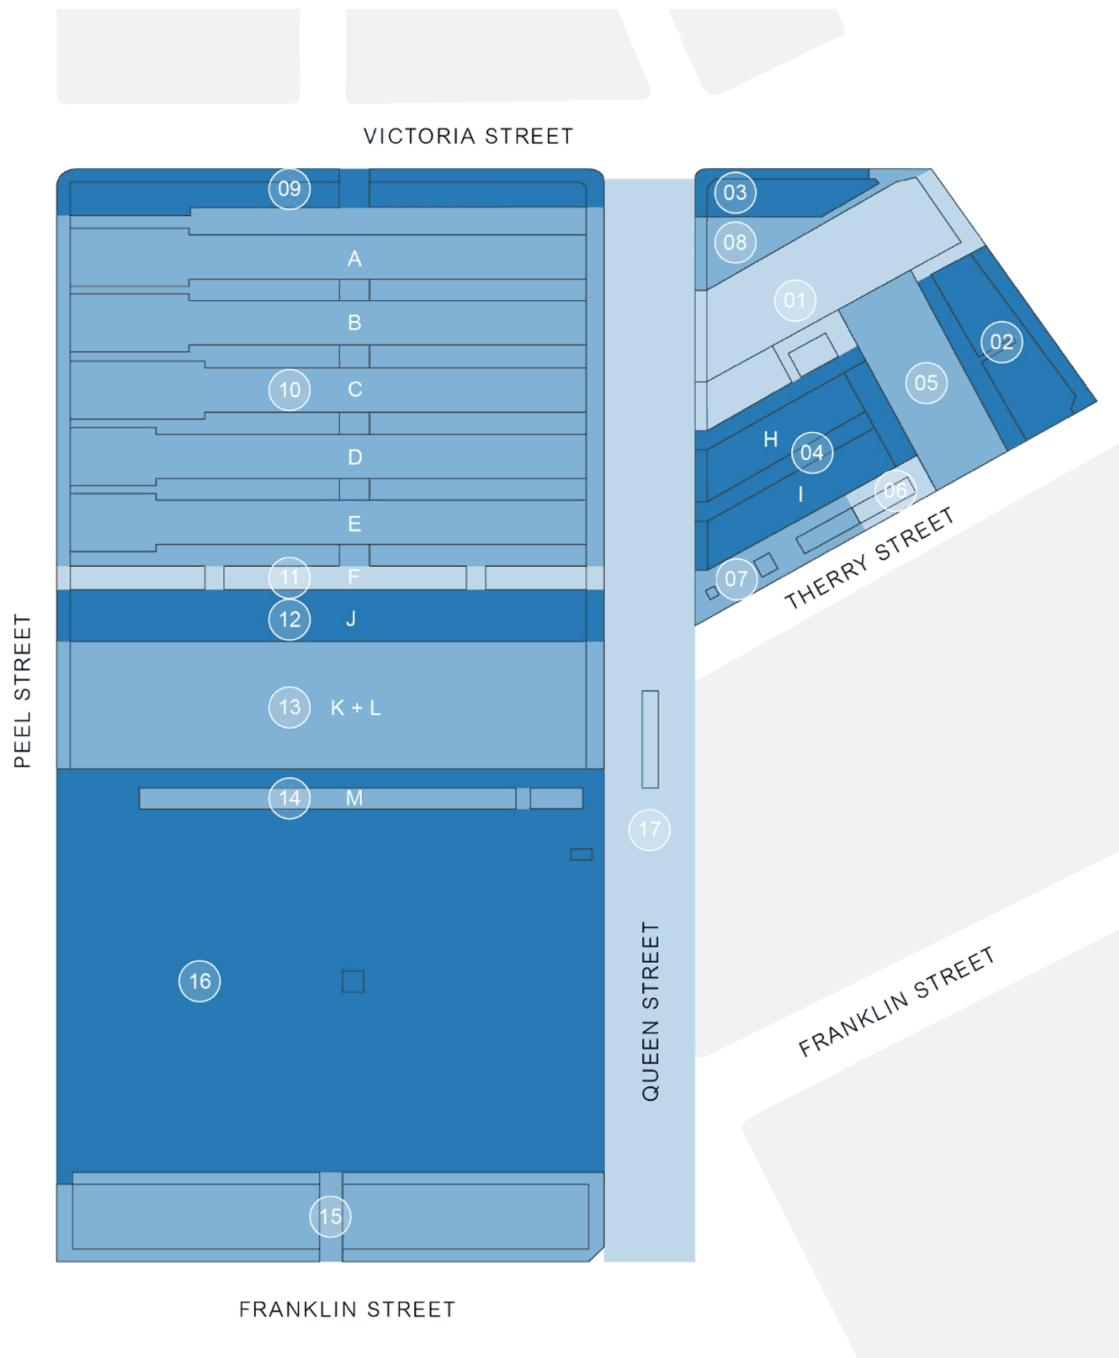 VICTORIA STREET
09
03
08
A
01
B
02
10
C
05
H
04
D
I
06
E
THERRY STREET
11
F
07
12
J
PEEL STREET
13
K + L
14
M
17
16
QUEEN STREET
FRANKLIN STREET
15
FRANKLIN STREET